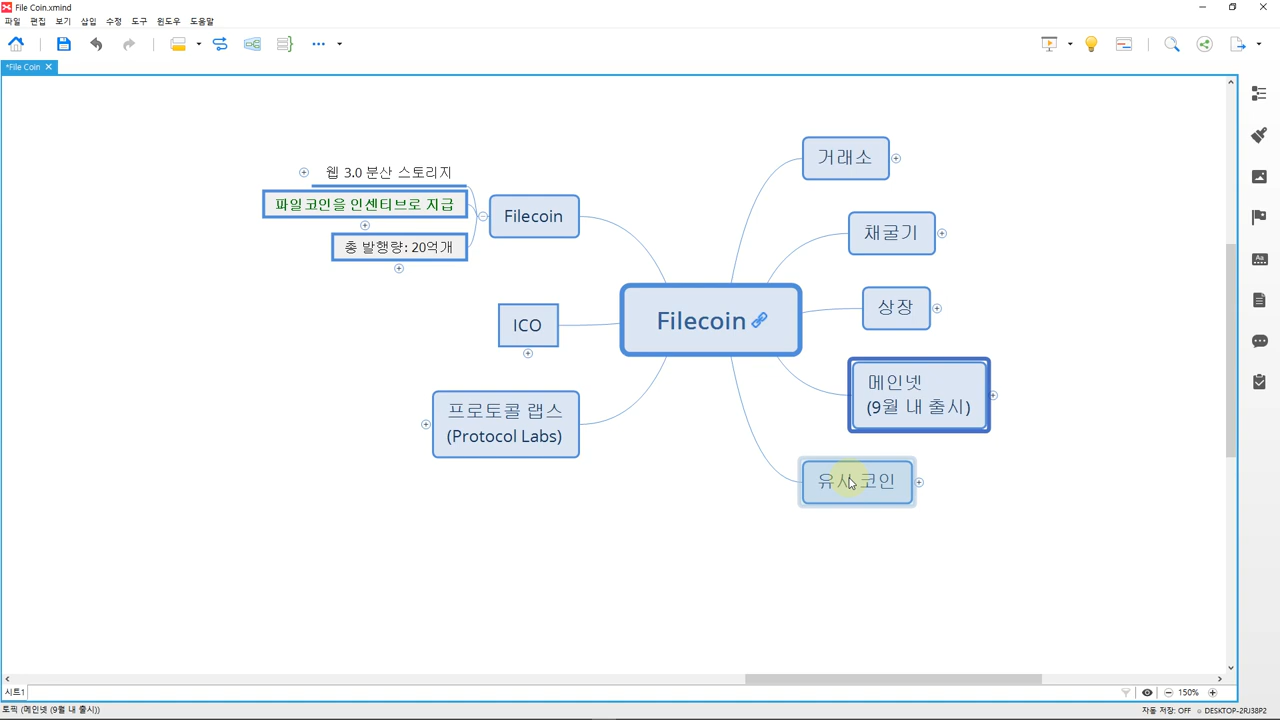 File Coin.xmind
파일 편집 보기 삽입 수정 도구 윈도우 도움말
*File Coin
거래소
웹 3.0 분산 스토리지
파일코인을 인센티브로 지급
Filecoin
채굴기
총 발행량: 20억개
상장
Filecoin
ICO
메인넷
(9월 내 출시)
프로토콜 랩스
(Protocol Labs)
유사 코인
시트1
150%
토픽 (메인넷 (9월 내 출시))
자동 저장: OFF
DESKTOP-2RJ38P2
Aa